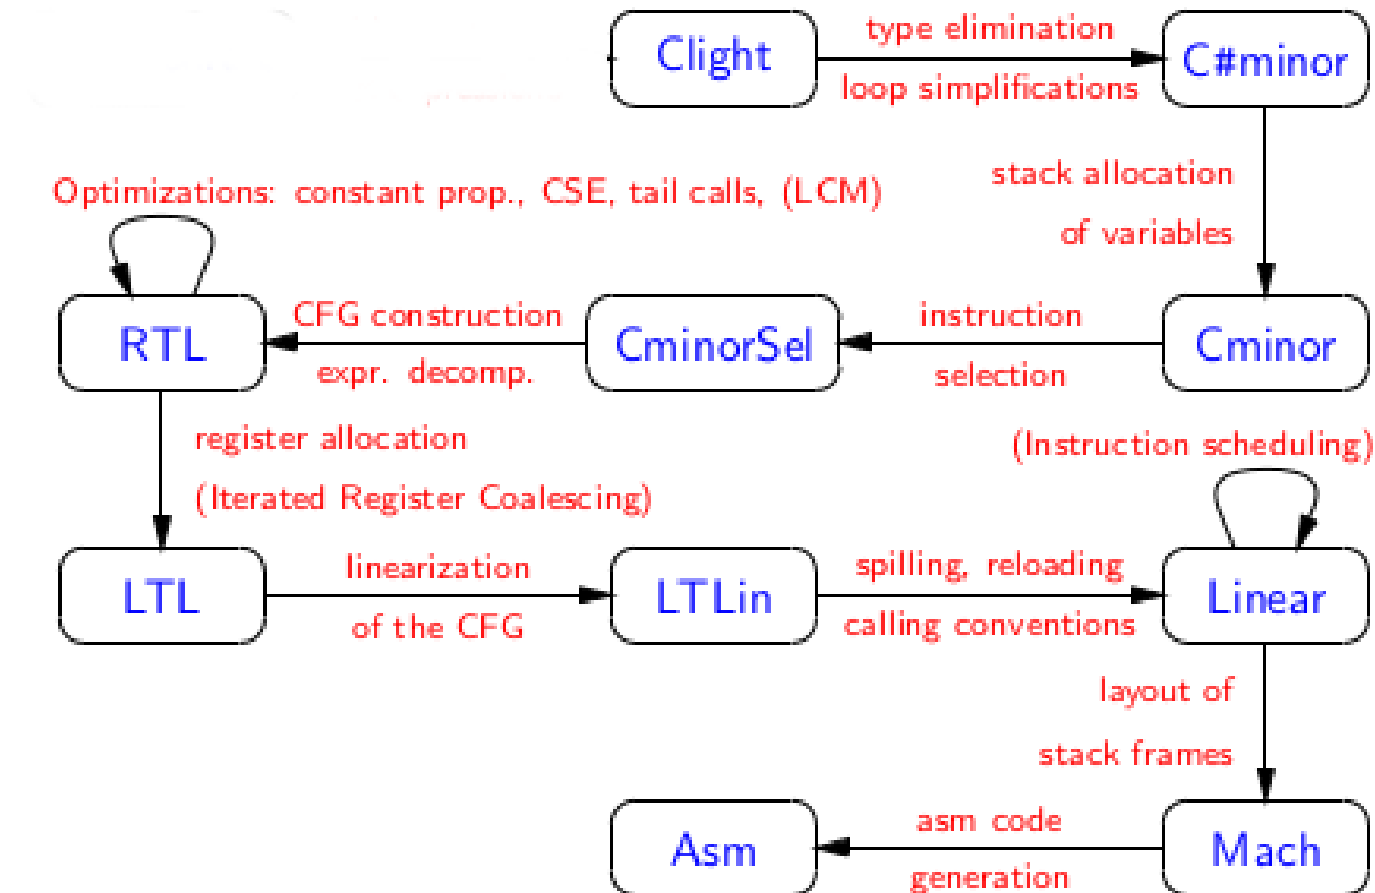 Clight
type elimination
loop simplifications
C#minor
stack allocation
of variables
Optimizations: constant prop., CSE, tail calls, (LCM)
RTL
CFG construction
expr. decomp.
CminorSel
instruction
selection
Cminor
register allocation
(Iterated Register Coalescing)
(Instruction scheduling)
LTL
linearization
of the CFG
LTLin
spilling, reloading
calling conventions
Linear
layout of
stack frames
Asm
asm code
generation
Mach